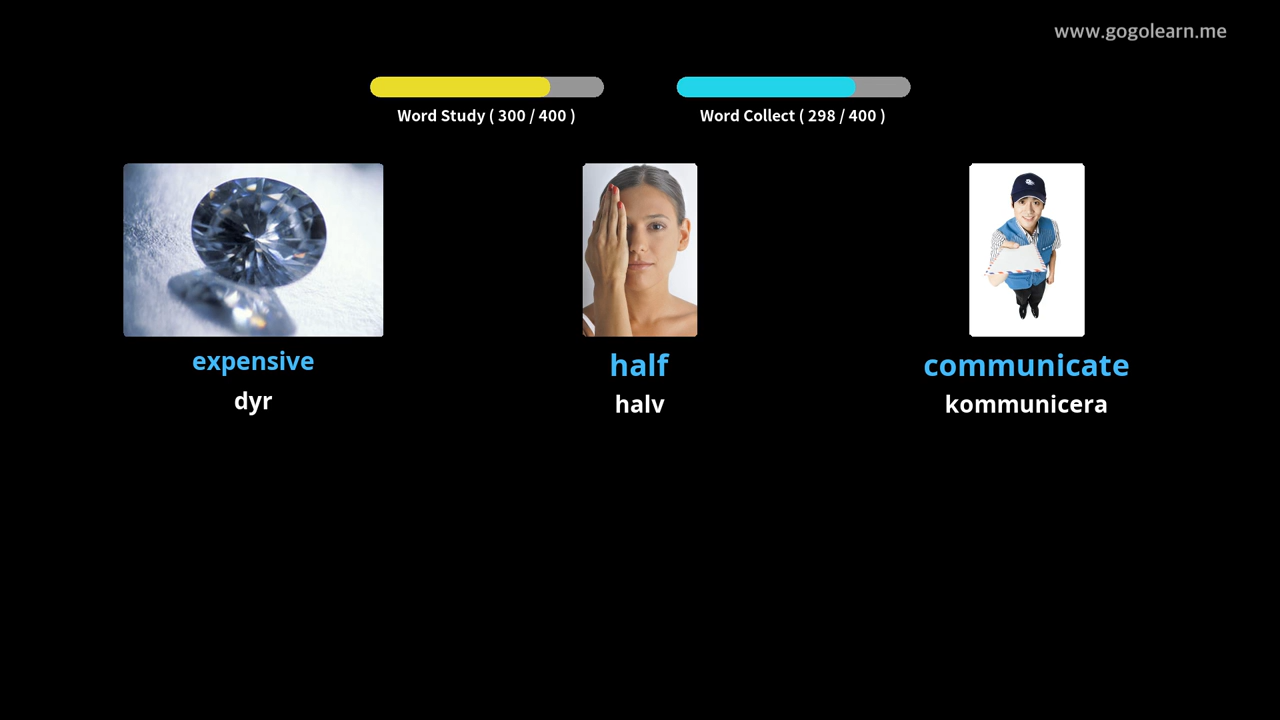 www.gogolearn.me
Word Study ( 300 / 400 )
Word Collect ( 298 / 400 )
expensive
dyr
half
halv
communicate
kommunicera